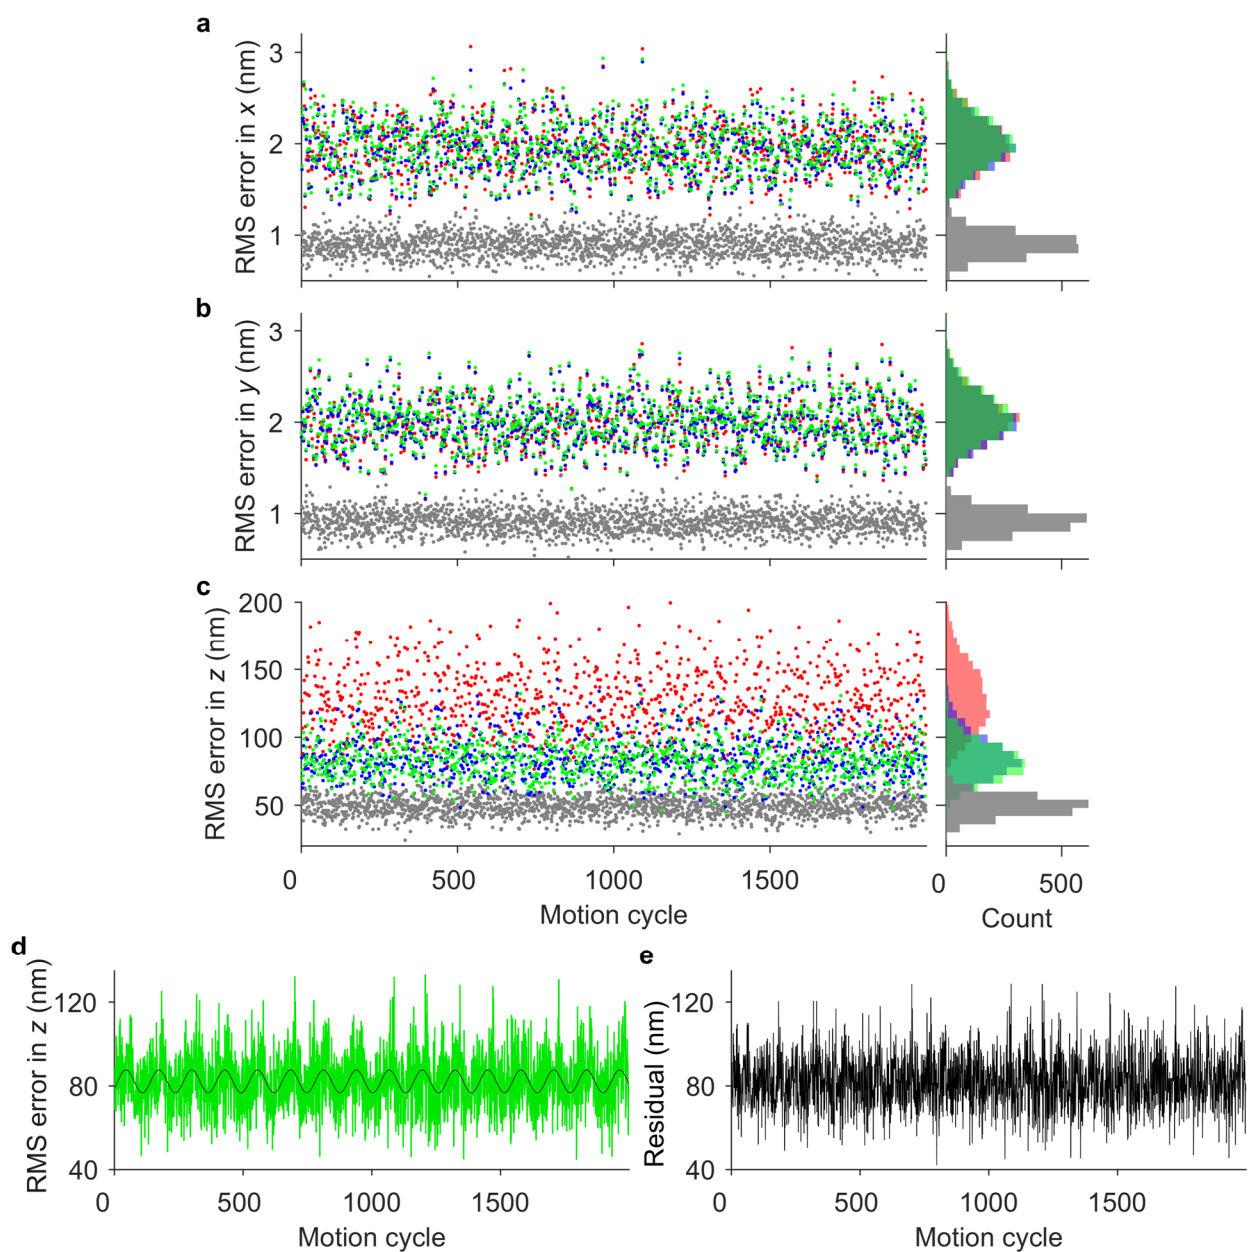 a
RMS error in x (nm)
3
2
1
b
RMS error in y (nm)
3
2
1
c
RMS error in z (nm)
200
150
100
50
0 500 1000 1500
Motion cycle
0 500
Count
d
RMS error in z (nm)
120
80
40
0 500 1000 1500
Motion cycle
e
Residual (nm)
120
80
40
0 500 1000 1500
Motion cycle